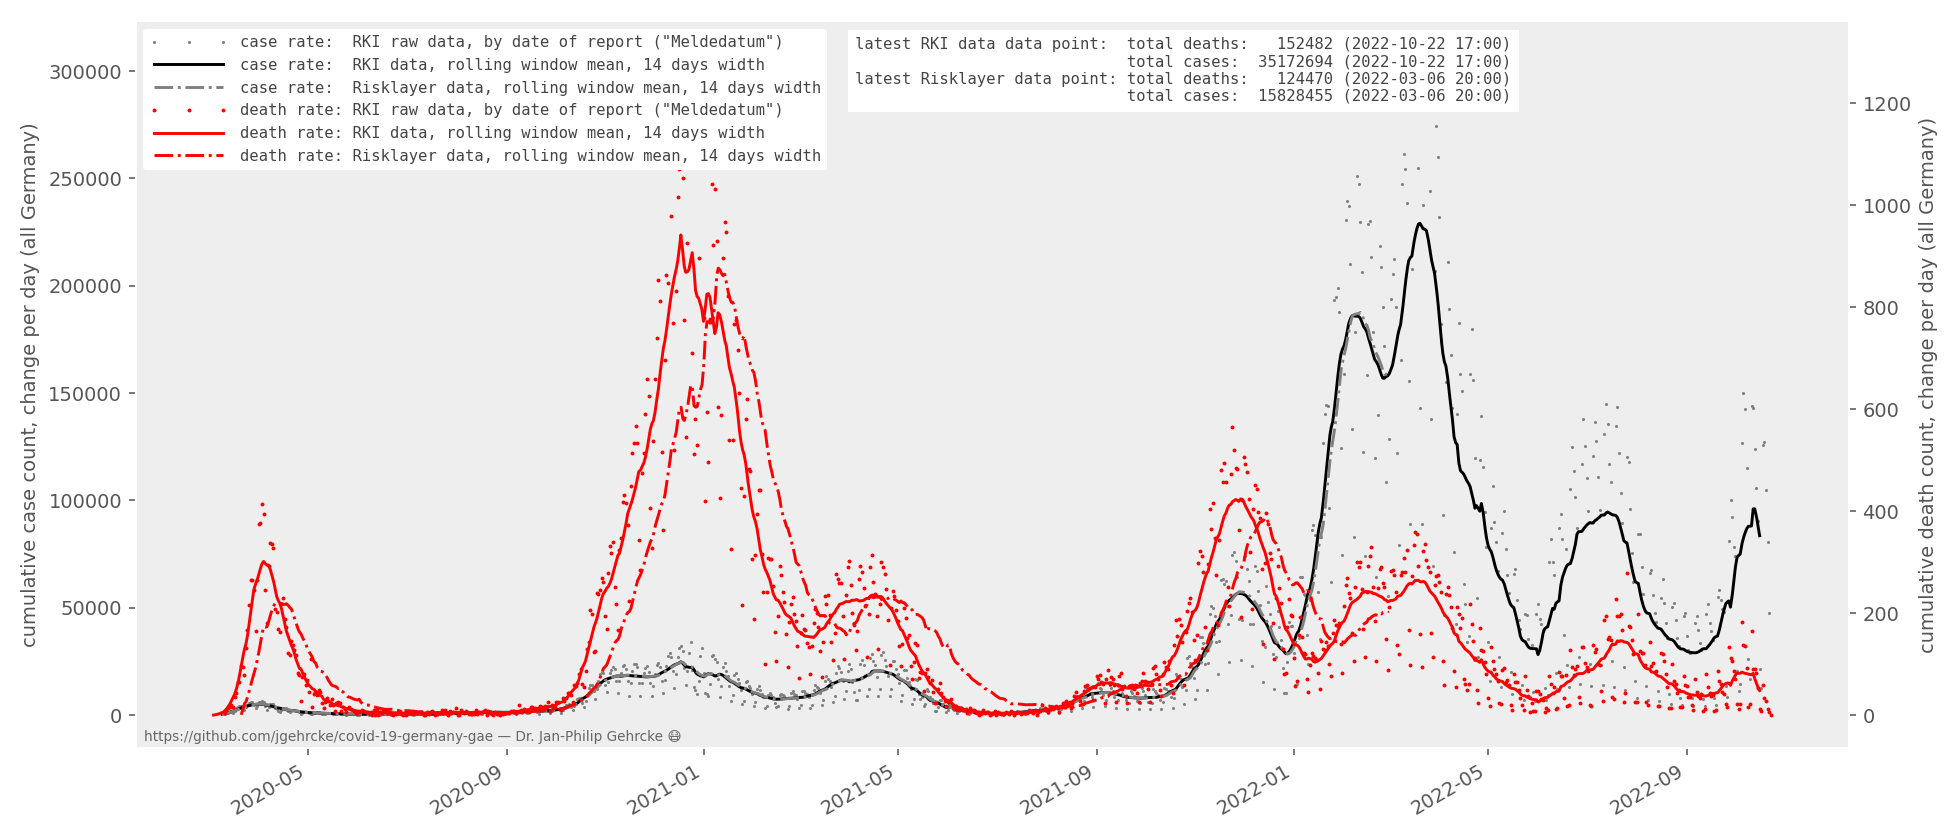 case rate:  RKI raw data, by date of report ("Meldedatum")
case rate:  RKI data, rolling window mean, 14 days width
case rate:  Risklayer data, rolling window mean, 14 days width
death rate: RKI raw data, by date of report ("Meldedatum")
death rate: RKI data, rolling window mean, 14 days width
death rate: Risklayer data, rolling window mean, 14 days width
latest RKI data data point:  total deaths:   152482 (2022-10-22 17:00)
total cases:  35172694 (2022-10-22 17:00)
latest Risklayer data point: total deaths:   124470 (2022-03-06 20:00)
total cases:  15828455 (2022-03-06 20:00)
cumulative case count, change per day (all Germany)
300000
250000
200000
150000
100000
50000
0
1200
1000
800
600
400
200
0
cumulative death count, change per day (all Germany)
https://github.com/jgehrcke/covid-19-germany-gae — Dr. Jan-Philip Gehrcke 😷
2020-05
2020-09
2021-01
2021-05
2021-09
2022-01
2022-05
2022-09